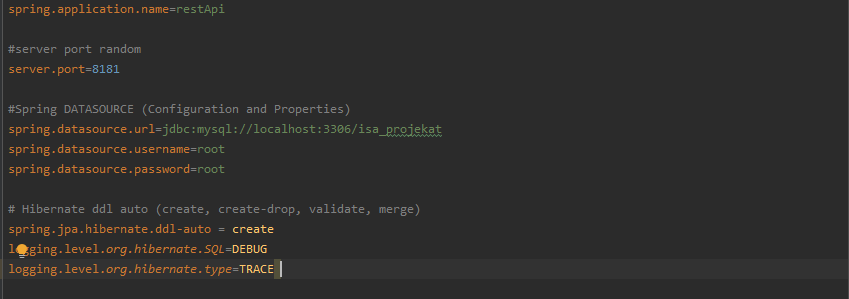 spring.application.name=restApi
#server port random
server.port=8181
#Spring DATASOURCE (Configuration and Properties)
spring.datasource.url=jdbc:mysql://localhost:3306/isa_projekat
spring.datasource.username=root
spring.datasource.password=root
# Hibernate ddl auto (create, create-drop, validate, merge)
spring.jpa.hibernate.ddl-auto = create
logging.level.org.hibernate.SQL=DEBUG
logging.level.org.hibernate.type=TRACE